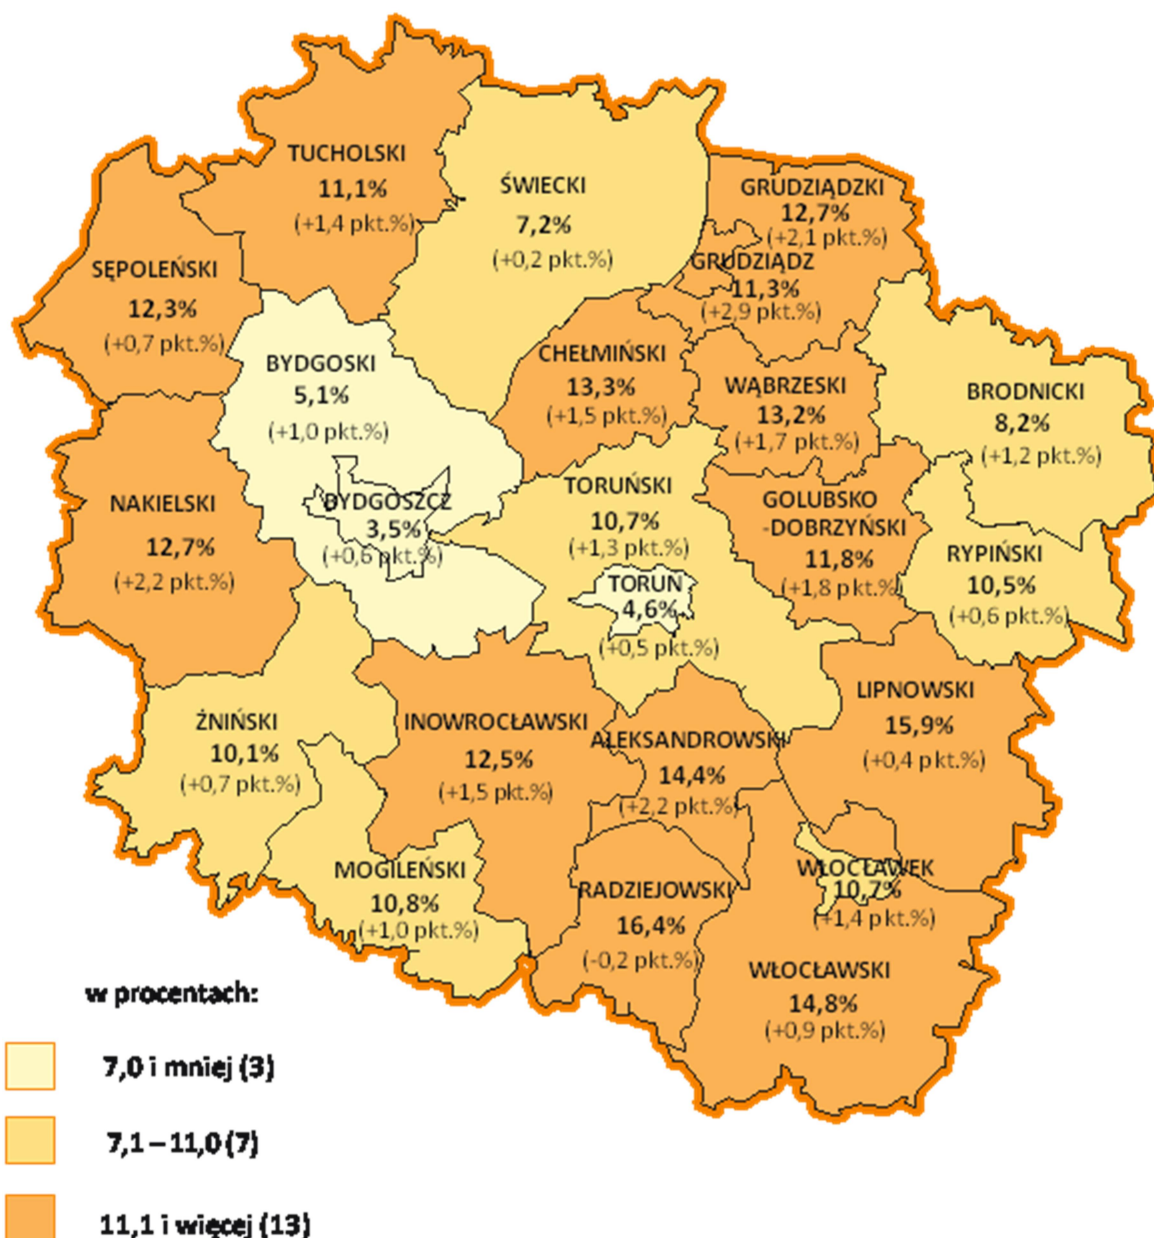 TUCHOLSKI
11,1%
(+1,4 pkt.%)
ŚWIECKI
7,2%
(+0,2 pkt.%)
GRUDZIĄDZKI
12,7%
(+2,1 pkt.%)
GRUDZIĄDZ
11,3%
(+2,9 pkt.%)
SĘPOLEŃSKI
12,3%
(+0,7 pkt.%)
BYDGOSKI
5,1%
(+1,0 pkt.%)
CHEŁMIŃSKI
13,3%
(+1,5 pkt.%)
WĄBRZESKI
13,2%
(+1,7 pkt.%)
BRODNICKI
8,2%
(+1,2 pkt.%)
NAKIELSKI
12,7%
(+2,2 pkt.%)
BYDGOSZCZ
3,5%
(+0,6 pkt.%)
TORUŃSKI
10,7%
(+1,3 pkt.%)
GOLUBSKO
-DOBRZYŃSKI
11,8%
(+1,8 pkt.%)
RYPIŃSKI
10,5%
(+0,6 pkt.%)
TORUŃ
4,6%
(+0,5 pkt.%)
ŻNIŃSKI
10,1%
(+0,7 pkt.%)
INOWROCŁAWSKI
12,5%
(+1,5 pkt.%)
ALEKSANDROWSKI
14,4%
(+2,2 pkt.%)
LIPNOWSKI
15,9%
(+0,4 pkt.%)
MOGILEŃSKI
10,8%
(+1,0 pkt.%)
RADZIEJOWSKI
16,4%
(-0,2 pkt.%)
WŁOCŁAWEK
10,7%
(+1,4 pkt.%)
WŁOCŁAWSKI
14,8%
(+0,9 pkt.%)
w procentach:
7,0 i mniej (3)
7,1 – 11,0 (7)
11,1 i więcej (13)